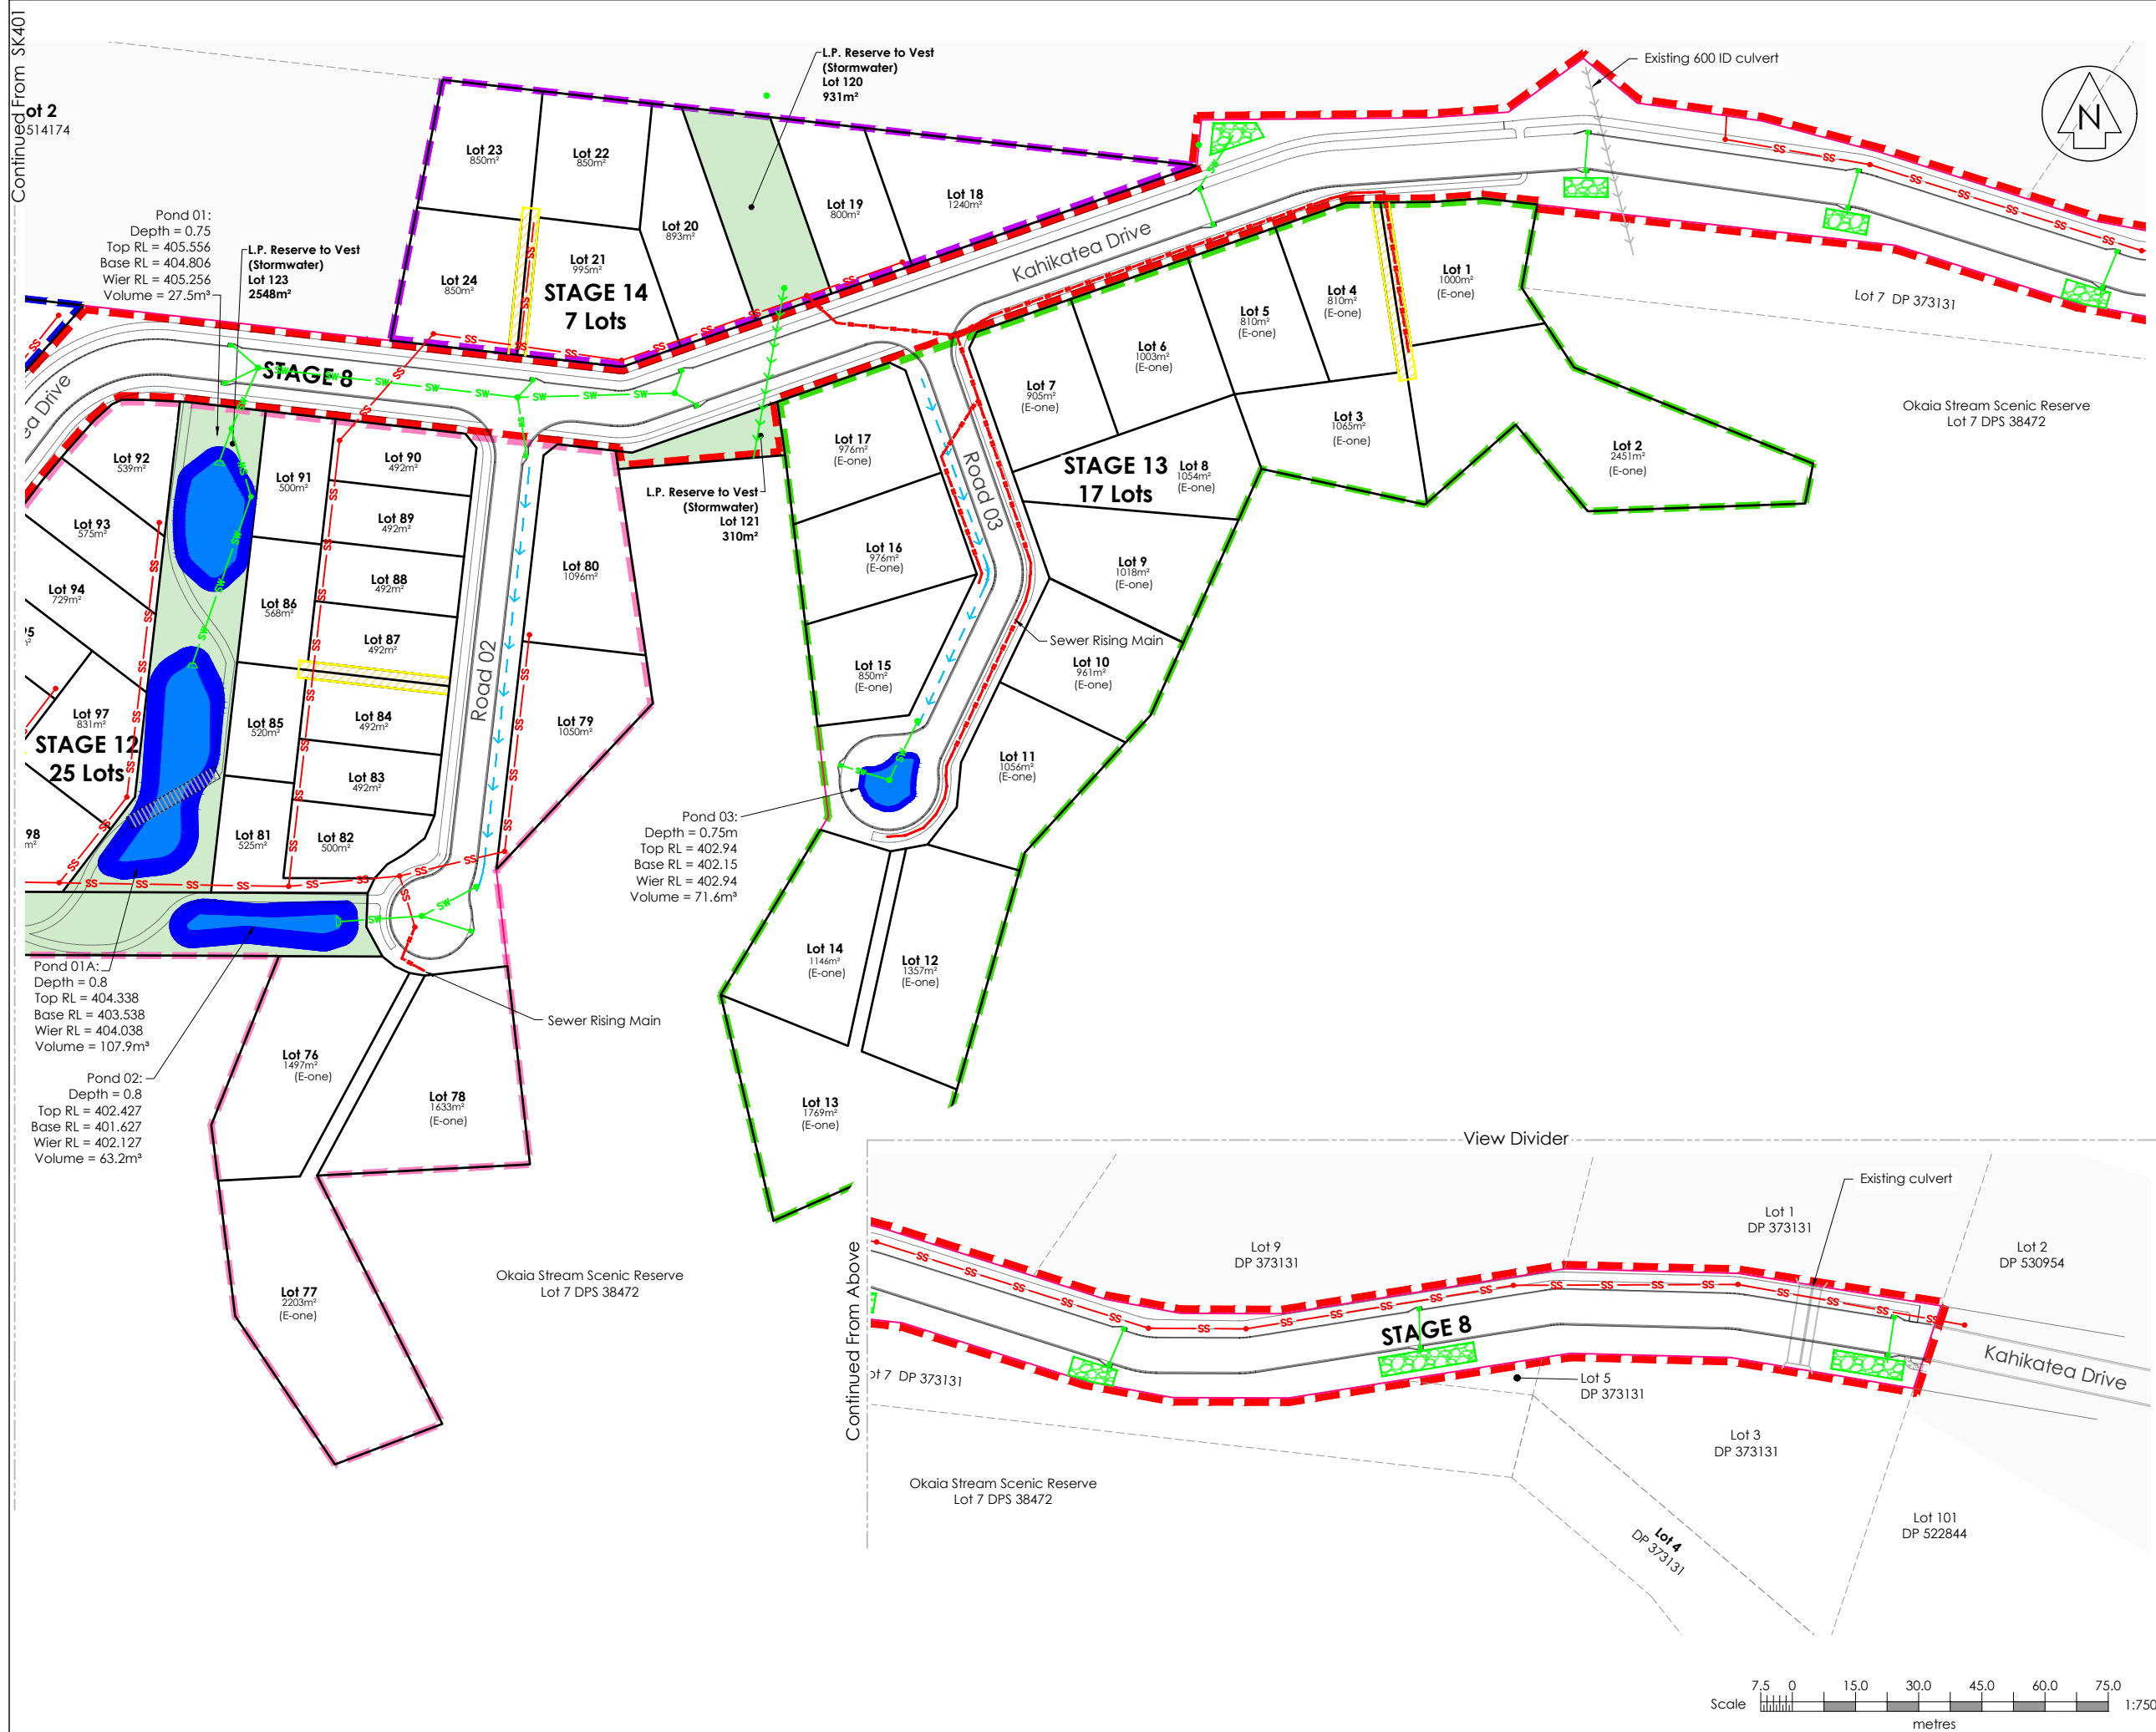 Continued From SK401
ot 2
514174
L.P. Reserve to Vest
(Stormwater)
Lot 120
931m²
Existing 600 ID culvert
N
Lot 23
850m²
Lot 22
850m²
Lot 20
893m²
Lot 19
800m²
Lot 18
1240m²
Lot 24
850m²
Lot 21
995m²
STAGE 14
7 Lots
Pond 01:
Depth = 0.75
Top RL = 405.556
Base RL = 404.806
Wier RL = 405.256
Volume = 27.5m³
L.P. Reserve to Vest
(Stormwater)
Lot 123
2548m²
Kahikatea Drive
Lot 1
1000m²
(E-one)
Lot 4
810m²
(E-one)
Lot 5
810m²
(E-one)
Lot 6
1003m²
(E-one)
Lot 7
905m²
(E-one)
Lot 3
1065m²
(E-one)
Lot 2
2451m²
(E-one)
Lot 7 DP 373131
Okaia Stream Scenic Reserve
Lot 7 DPS 38472
STAGE 8
ea Drive
Lot 92
539m²
Lot 91
500m²
Lot 90
492m²
Lot 89
492m²
Lot 93
575m²
Lot 88
492m²
Lot 94
729m²
Lot 86
568m²
Lot 87
492m²
95
Lot 80
1096m²
L.P. Reserve to Vest
(Stormwater)
Lot 121
310m²
Lot 17
976m²
(E-one)
Road 03
STAGE 13
17 Lots
Lot 8
1054m²
(E-one)
Lot 16
976m²
(E-one)
Lot 9
1018m²
(E-one)
Sewer Rising Main
Lot 15
850m²
(E-one)
Lot 10
961m²
(E-one)
Lot 11
1056m²
(E-one)
Road 02
Lot 97
831m²
STAGE 12
25 Lots
Lot 85
520m²
Lot 84
492m²
Lot 79
1050m²
Lot 83
492m²
Lot 81
525m²
Lot 82
500m²
98
m²
Pond 03:
Depth = 0.75m
Top RL = 402.94
Base RL = 402.15
Wier RL = 402.94
Volume = 71.6m³
Lot 14
1146m²
(E-one)
Lot 12
1357m²
(E-one)
Pond 01A:
Depth = 0.8
Top RL = 404.338
Base RL = 403.538
Wier RL = 404.038
Volume = 107.9m³
Sewer Rising Main
Pond 02:
Depth = 0.8
Top RL = 402.427
Base RL = 401.627
Wier RL = 402.127
Volume = 63.2m³
Lot 76
1497m²
(E-one)
Lot 78
1633m²
(E-one)
Lot 13
1769m²
(E-one)
Lot 77
2203m²
(E-one)
Okaia Stream Scenic Reserve
Lot 7 DPS 38472
View Divider
Continued From Above
Existing culvert
Lot 1
DP 373131
Lot 9
DP 373131
Lot 2
DP 530954
STAGE 8
Kahikatea Drive
ot 7 DP 373131
Lot 5
DP 373131
Lot 3
DP 373131
Okaia Stream Scenic Reserve
Lot 7 DPS 38472
Lot 4
DP 373131
Lot 101
DP 522844
Scale
7.5 0 15.0 30.0 45.0 60.0 75.0
1:750
metres